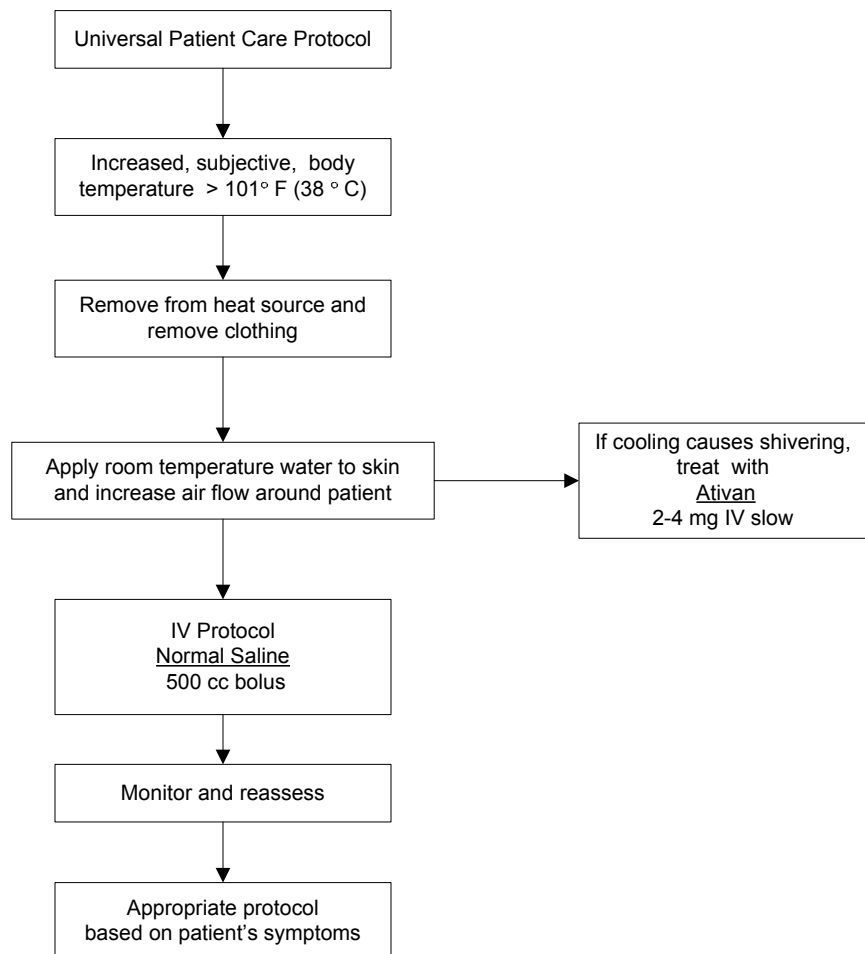 Universal Patient Care Protocol
Increased, subjective, body
temperature > 101° F (38 ° C)
Remove from heat source and
remove clothing
Apply room temperature water to skin
and increase air flow around patient
If cooling causes shivering,
treat with
Ativan
2-4 mg IV slow
IV Protocol
Normal Saline
500 cc bolus
Monitor and reassess
Appropriate protocol
based on patient's symptoms